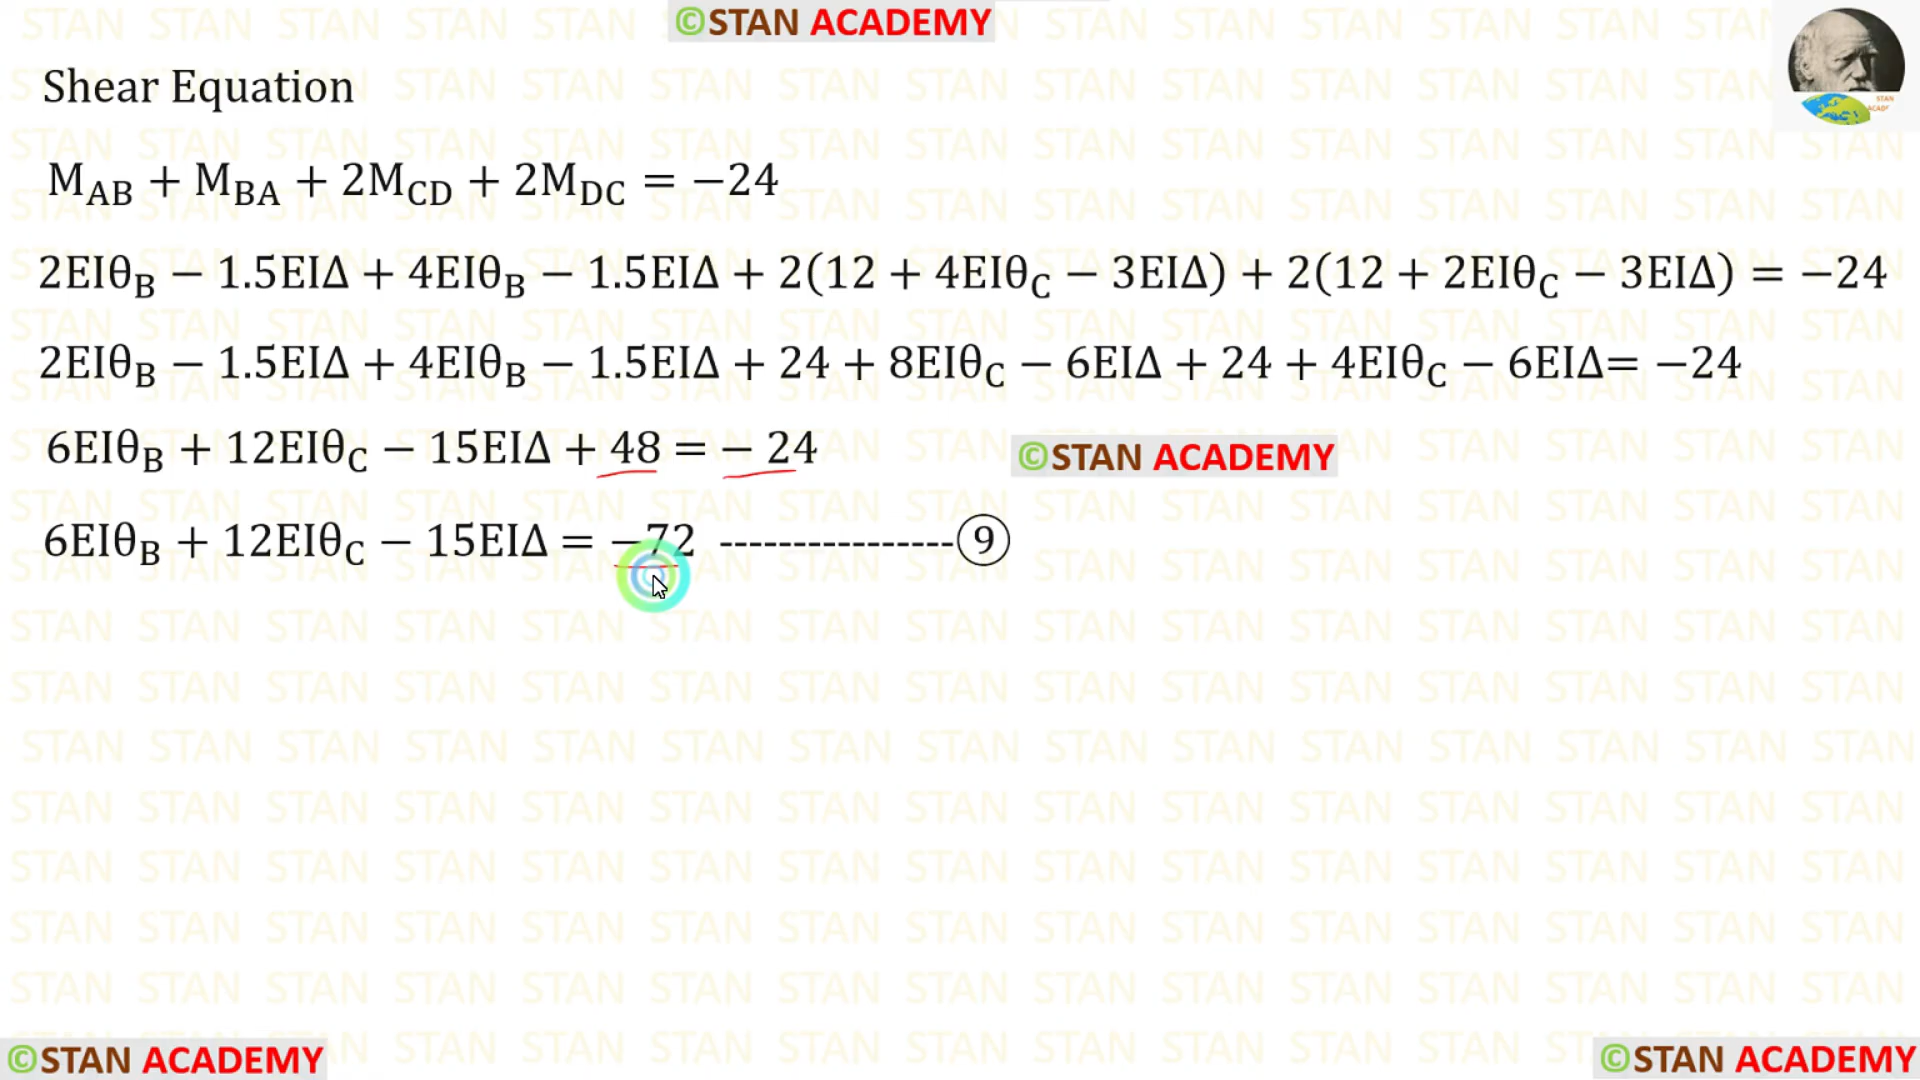 ©STAN ACADEMY
Shear Equation
M_AB + M_BA + 2M_CD + 2M_DC = −24
2EIθ_B − 1.5EIΔ + 4EIθ_B − 1.5EIΔ + 2(12 + 4EIθ_C − 3EIΔ) + 2(12 + 2EIθ_C − 3EIΔ) = −24
2EIθ_B − 1.5EIΔ + 4EIθ_B − 1.5EIΔ + 24 + 8EIθ_C − 6EIΔ + 24 + 4EIθ_C − 6EIΔ= −24
6EIθ_B + 12EIθ_C − 15EIΔ + 48 = − 24
©STAN ACADEMY
6EIθ_B + 12EIθ_C − 15EIΔ = −72 ----------------⑨
©STAN ACADEMY
©STAN ACADEMY